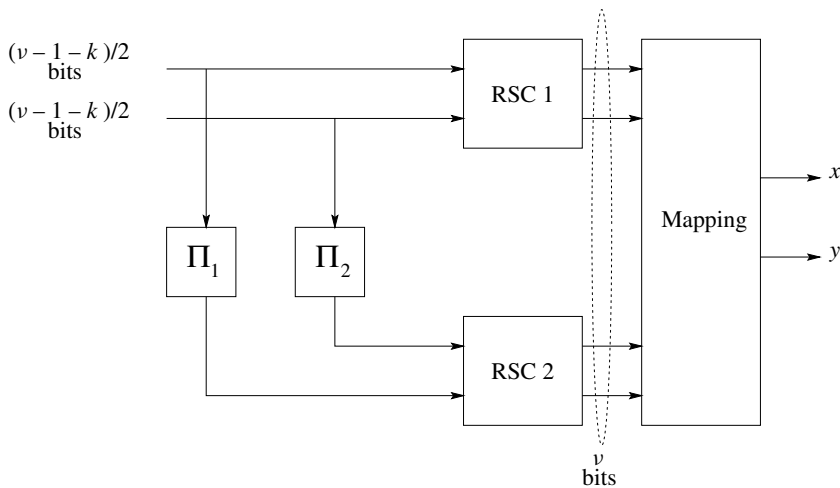 (ν – 1 – k )/2
bits
(ν – 1 – k )/2
bits
RSC 1
Mapping
x
y
Π1
Π2
RSC 2
ν
bits